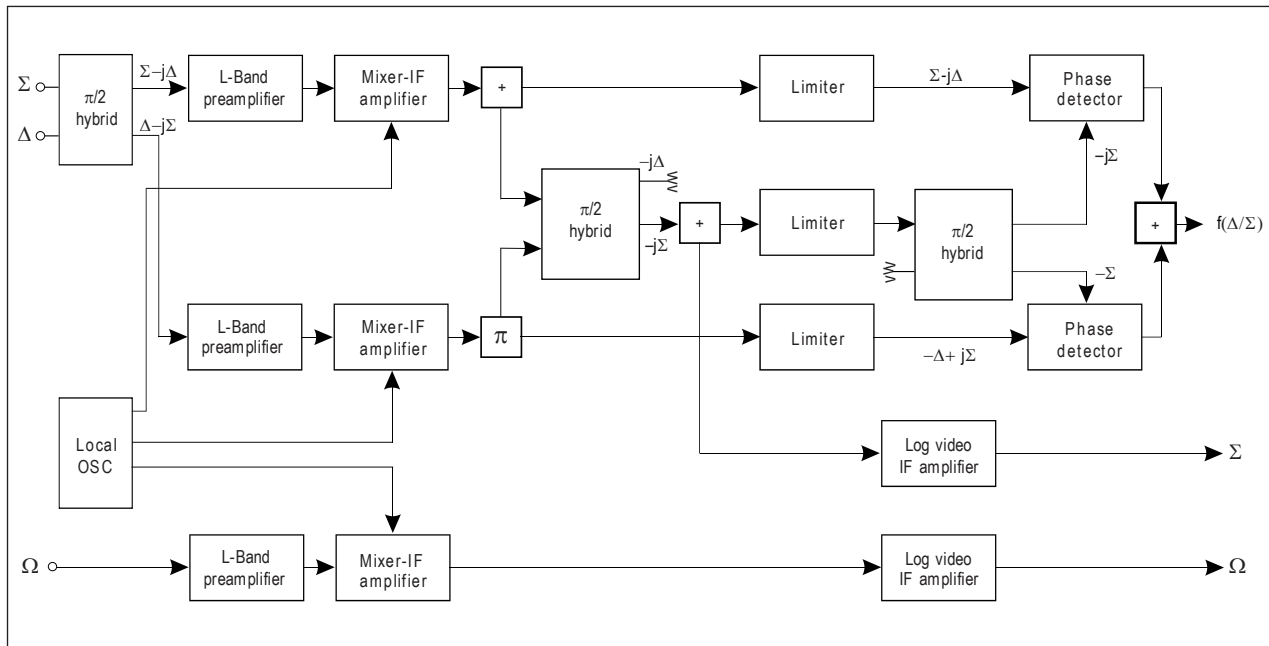 Σ
Δ
π/2
hybrid
Σ–jΔ
Δ–jΣ
L-Band
preamplifier
Mixer-IF
amplifier
+
Limiter
Σ-jΔ
Phase
detector
π/2
hybrid
–jΔ
–jΣ
+
Limiter
π/2
hybrid
–jΣ
–Σ
+
f(Δ/Σ)
L-Band
preamplifier
Mixer-IF
amplifier
π
Limiter
–Δ+ jΣ
Phase
detector
Local
OSC
Log video
IF amplifier
Σ
Ω
L-Band
preamplifier
Mixer-IF
amplifier
Log video
IF amplifier
Ω